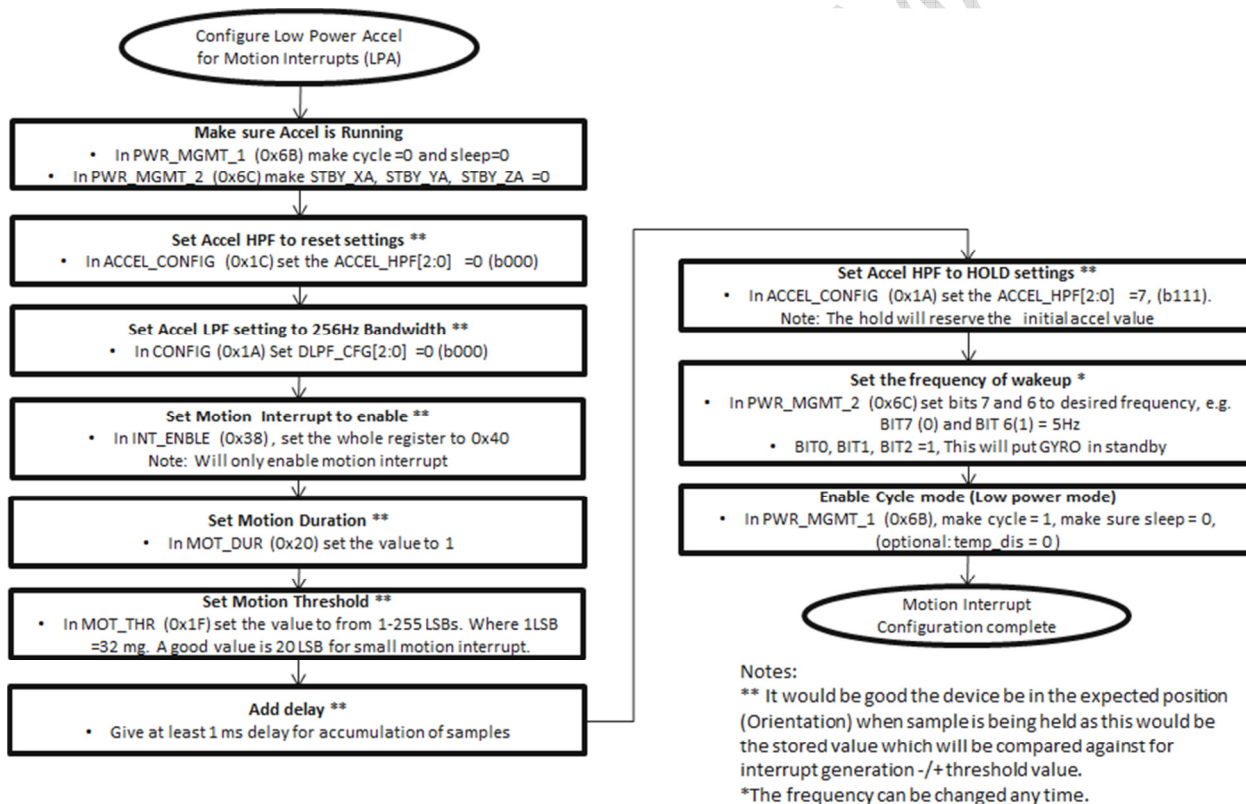 Configure Low Power Accel
for Motion Interrupts (LPA)
Make sure Accel is Running
• In PWR_MGMT_1 (0x6B) make cycle =0 and sleep=0
• In PWR_MGMT_2 (0x6C) make STBY_XA, STBY_YA, STBY_ZA =0
Set Accel HPF to reset settings **
• In ACCEL_CONFIG (0x1C) set the ACCEL_HPF[2:0] =0 (b000)
Set Accel LPF setting to 256Hz Bandwidth **
• In CONFIG (0x1A) Set DLPF_CFG[2:0] =0 (b000)
Set Motion Interrupt to enable **
• In INT_ENBLE (0x38), set the whole register to 0x40
Note: Will only enable motion interrupt
Set Motion Duration **
• In MOT_DUR (0x20) set the value to 1
Set Motion Threshold **
• In MOT_THR (0x1F) set the value to from 1-255 LSBs. Where 1LSB
=32 mg. A good value is 20 LSB for small motion interrupt.
Add delay **
• Give at least 1 ms delay for accumulation of samples
Set Accel HPF to HOLD settings **
• In ACCEL_CONFIG (0x1A) set the ACCEL_HPF[2:0] =7, (b111).
Note: The hold will reserve the initial accel value
Set the frequency of wakeup *
• In PWR_MGMT_2 (0x6C) set bits 7 and 6 to desired frequency, e.g.
BIT7 (0) and BIT 6(1) = 5Hz
• BIT0, BIT1, BIT2 =1, This will put GYRO in standby
Enable Cycle mode (Low power mode)
• In PWR_MGMT_1 (0x6B), make cycle = 1, make sure sleep = 0,
(optional: temp_dis = 0 )
Motion Interrupt
Configuration complete
Notes:
** It would be good the device be in the expected position
(Orientation) when sample is being held as this would be
the stored value which will be compared against for
interrupt generation -/+ threshold value.
*The frequency can be changed any time.